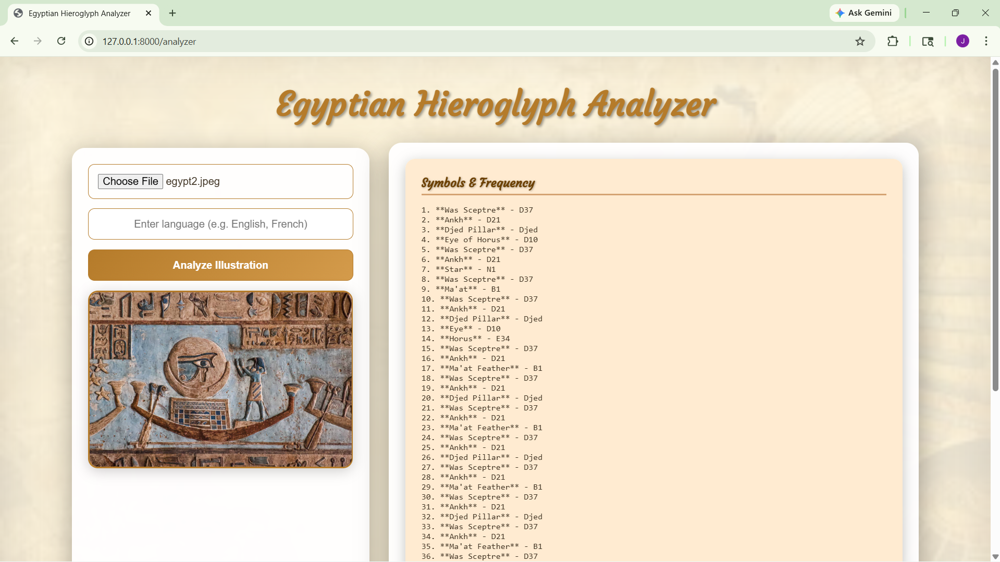 Egyptian Hieroglyph Analyzer
Ask Gemini
127.0.0.1:8000/analyzer
J
Egyptian Hieroglyph Analyzer
Choose File egypt2.jpeg
Enter language (e.g. English, French)
Analyze Illustration
Symbols & Frequency
1. **Was Sceptre** - D37
2. **Ankh** - D21
3. **Djed Pillar** - Djed
4. **Eye of Horus** - D10
5. **Was Sceptre** - D37
6. **Ankh** - D21
7. **Star** - N1
8. **Was Sceptre** - D37
9. **Ma'at** - B1
10. **Was Sceptre** - D37
11. **Ankh** - D21
12. **Djed Pillar** - Djed
13. **Eye** - D10
14. **Horus** - E34
15. **Was Sceptre** - D37
16. **Ankh** - D21
17. **Ma'at Feather** - B1
18. **Was Sceptre** - D37
19. **Ankh** - D21
20. **Djed Pillar** - Djed
21. **Was Sceptre** - D37
22. **Ankh** - D21
23. **Ma'at Feather** - B1
24. **Was Sceptre** - D37
25. **Ankh** - D21
26. **Djed Pillar** - Djed
27. **Was Sceptre** - D37
28. **Ankh** - D21
29. **Ma'at Feather** - B1
30. **Was Sceptre** - D37
31. **Ankh** - D21
32. **Djed Pillar** - Djed
33. **Was Sceptre** - D37
34. **Ankh** - D21
35. **Ma'at Feather** - B1
36. **Was Sceptre** - D37